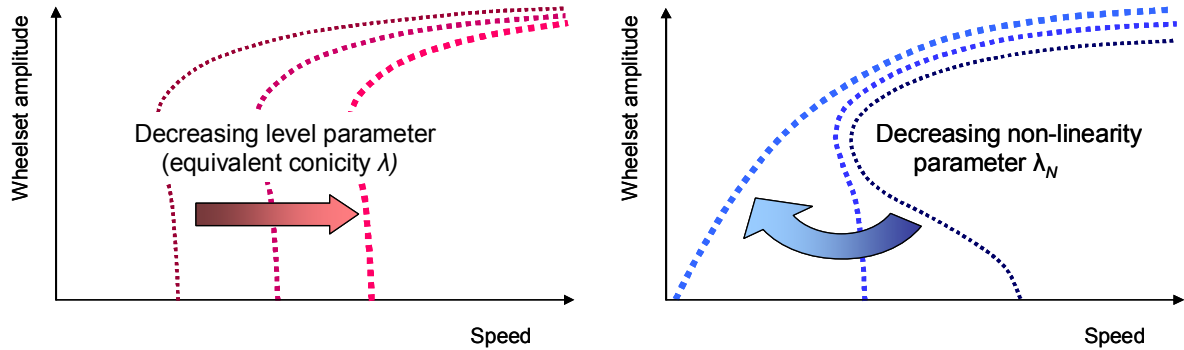 Wheelset amplitude
Decreasing level parameter
(equivalent conicity λ)
Speed
Wheelset amplitude
Decreasing non-linearity
parameter λN
Speed